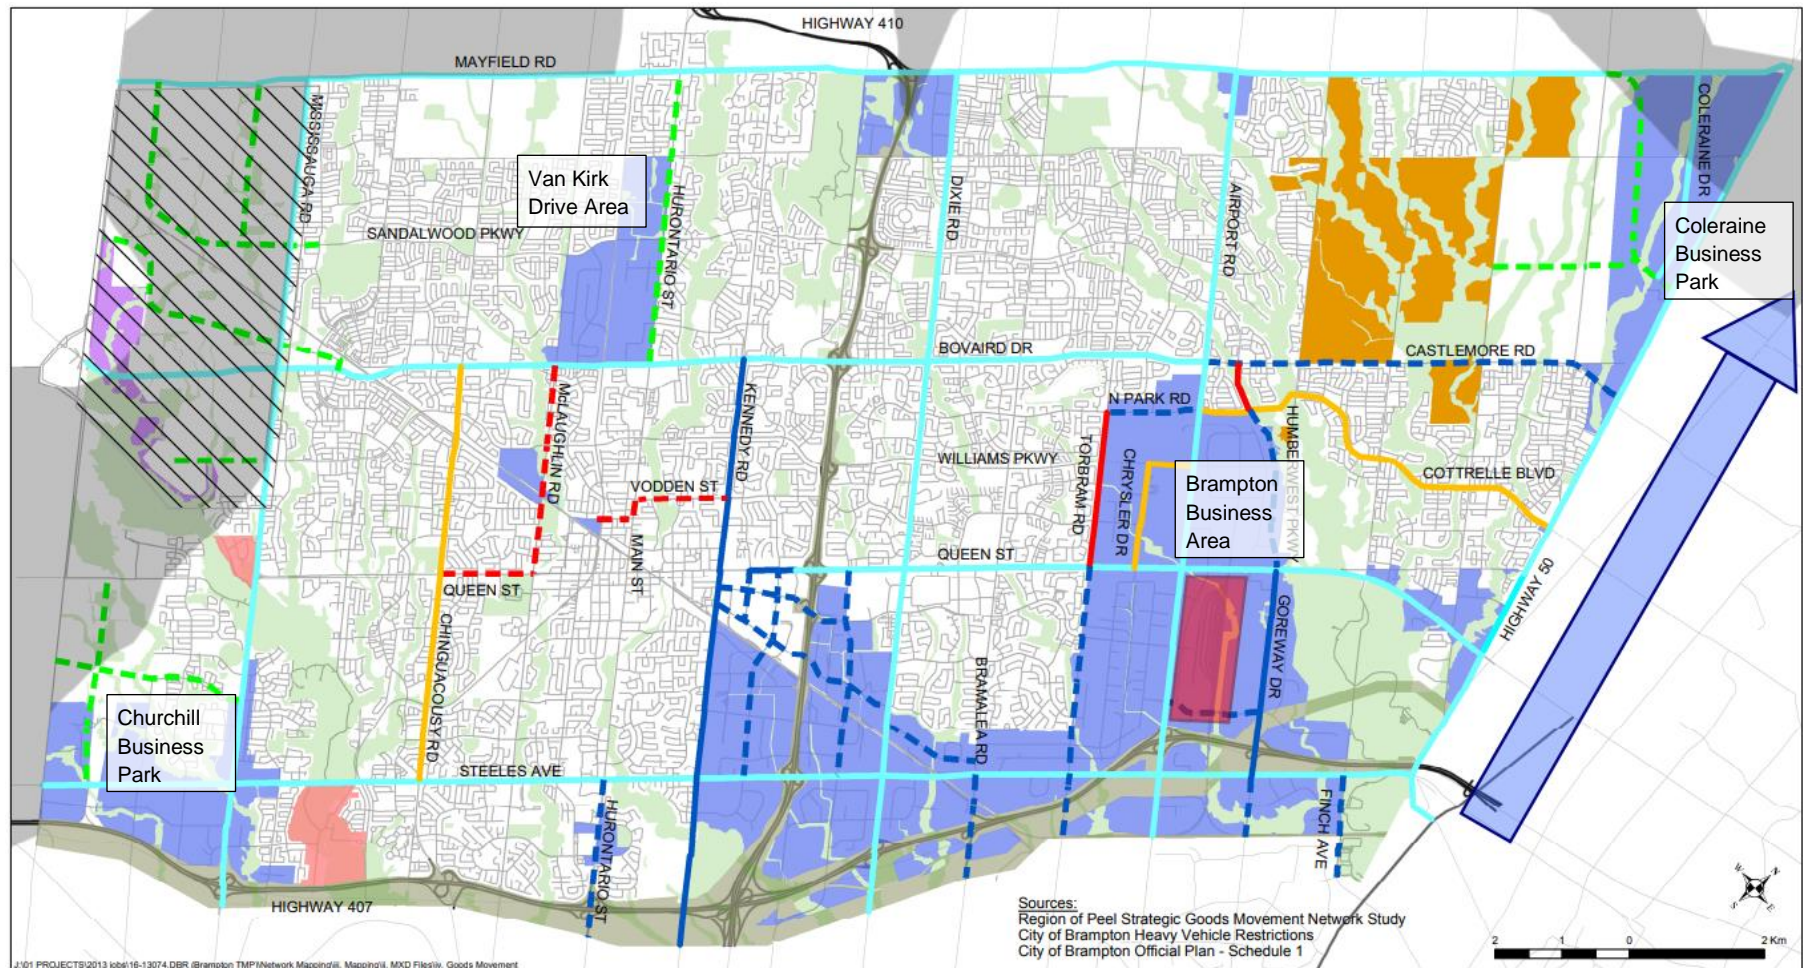 HIGHWAY 410
MAYFIELD RD
MISSISSAUGA RD
Van Kirk
Drive Area
HURONTARIO ST
SANDALWOOD PKWY
DIXIE RD
AIRPORT RD
COLERAINE DR
Coleraine
Business
Park
BOVAIRD DR
CASTLEMORE RD
McLAUGHLIN RD
KENNEDY RD
N PARK RD
TORBRAM RD
CHRYSLER DR
WILLIAMS PKWY
VODDEN ST
MAIN ST
QUEEN ST
QUEEN ST
CHINGUACOUSY RD
Brampton
Business
Area
COTTRELLE BLVD
HIGHWAY 50
GOREWAY DR
BRAMALEA RD
Churchill
Business
Park
STEELES AVE
HURONTARIO ST
FINCH AVE
HIGHWAY 407
Sources:
Region of Peel Strategic Goods Movement Network Study
City of Brampton Heavy Vehicle Restrictions
City of Brampton Official Plan - Schedule 1
W N
S E
2 1 0 2 Km